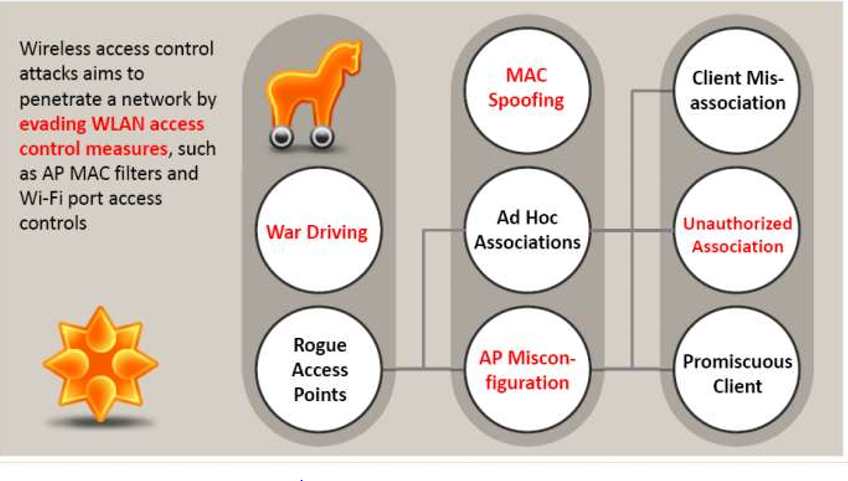 Wireless access control
attacks aims to
penetrate a network by
evading WLAN access
control measures, such
as AP MAC filters and
Wi-Fi port access
controls
War Driving
Rogue
Access
Points
MAC
Spoofing
Ad Hoc
Associations
AP Miscon-
figuration
Client Mis-
association
Unauthorized
Association
Promiscuous
Client